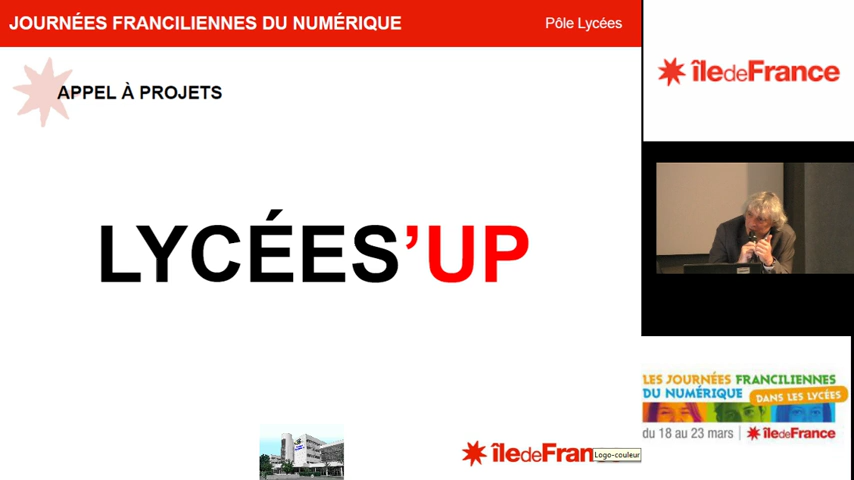 JOURNÉES FRANCILIENNES DU NUMÉRIQUE
Pôle Lycées
APPEL À PROJETS
LYCÉES'UP
îledeFran
Logo-couleur
îledeFrance
LES JOURNÉES FRANCILIENNES
DU NUMÉRIQUE DANS LES LYCÉES
du 18 au 23 mars | îledeFrance